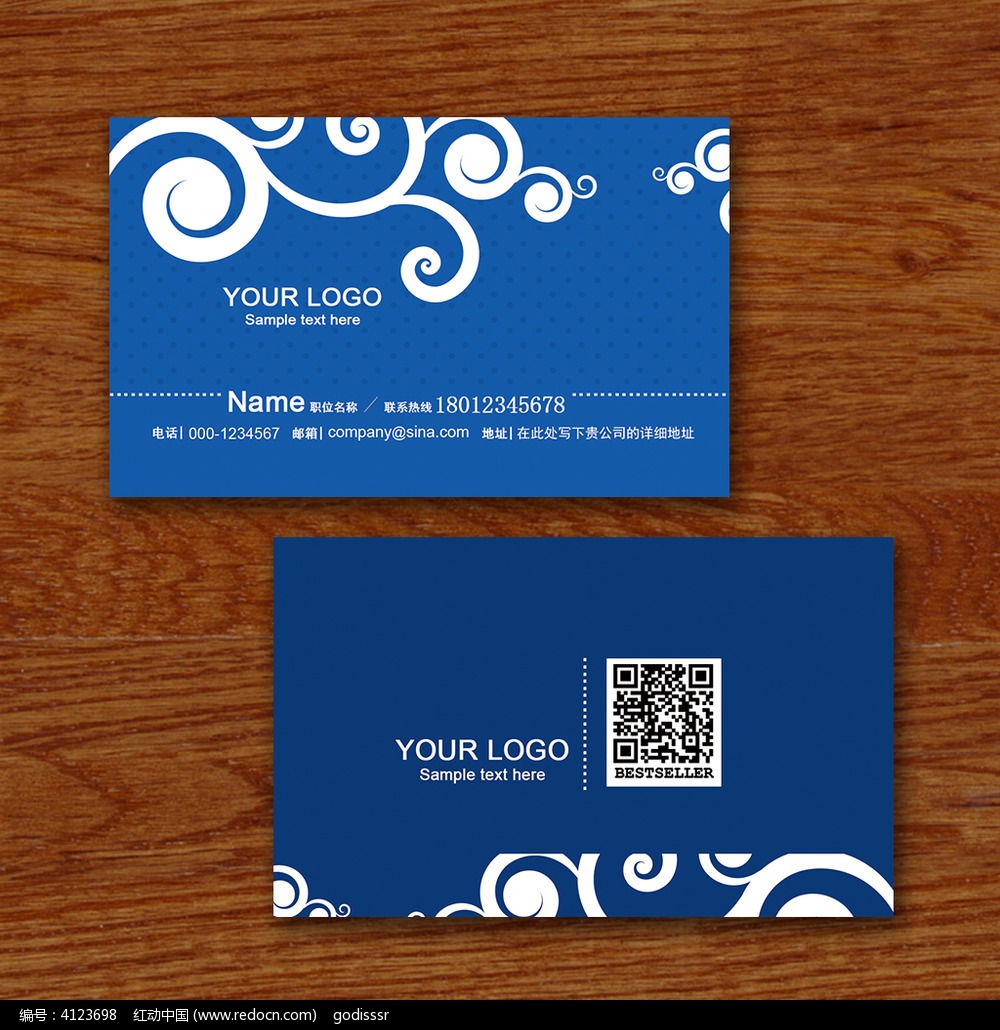 YOUR LOGO
Sample text here
Name 职位名称 / 联系热线 18012345678
电话| 000-1234567 邮箱| company@sina.com 地址| 在此处写下贵公司的详细地址
YOUR LOGO
Sample text here
BESTSELLER
编号:4123698 红动中国 (www.redocn.com) godisssr